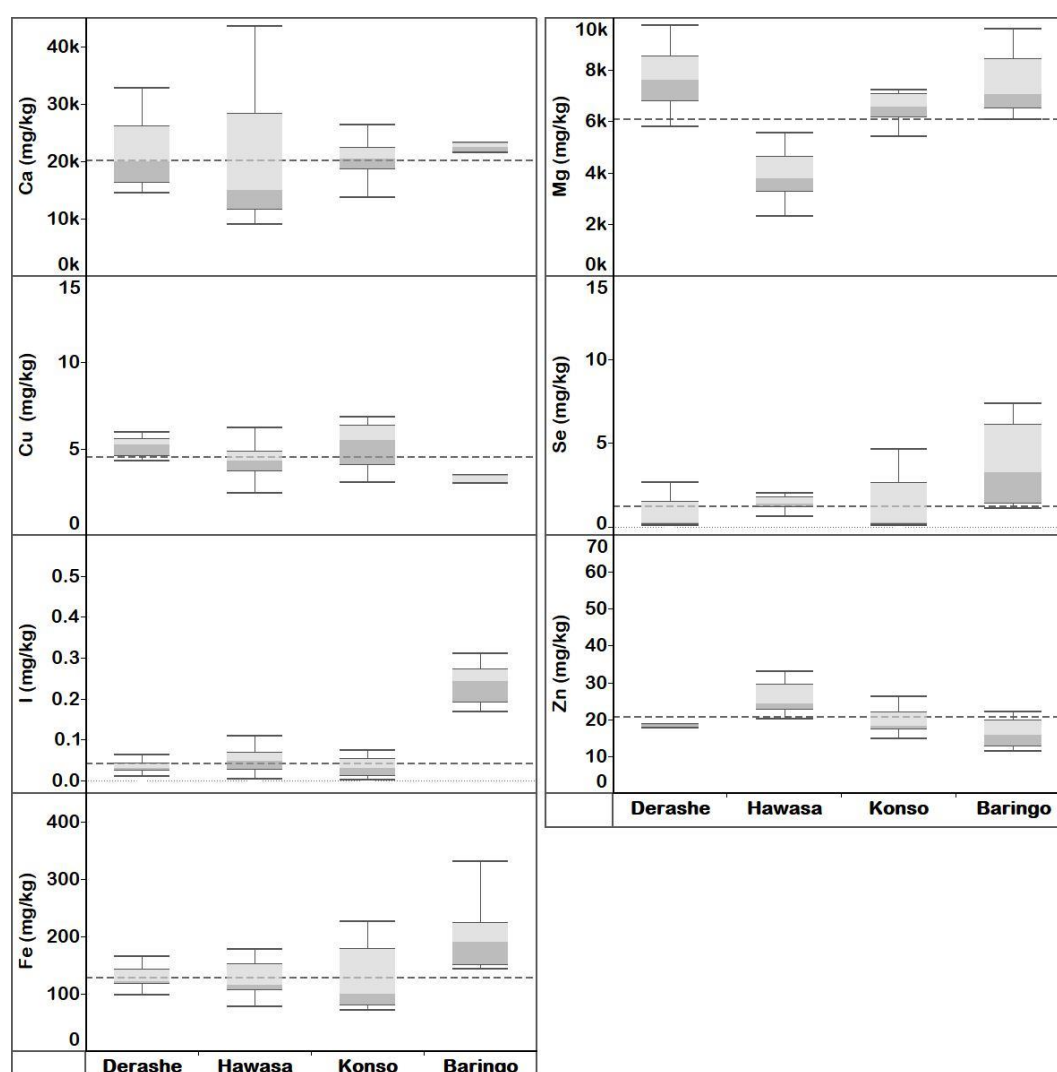 Ca (mg/kg)
40k
30k
20k
10k
0k
Mg (mg/kg)
10k
8k
6k
4k
2k
0k
Cu (mg/kg)
15
10
5
0
Se (mg/kg)
15
10
5
0
I (mg/kg)
0.5
0.4
0.3
0.2
0.1
0.0
Zn (mg/kg)
70
60
50
40
30
20
10
0
Derashe Hawasa Konso Baringo
Fe (mg/kg)
400
300
200
100
0
Derashe Hawasa Konso Baringo